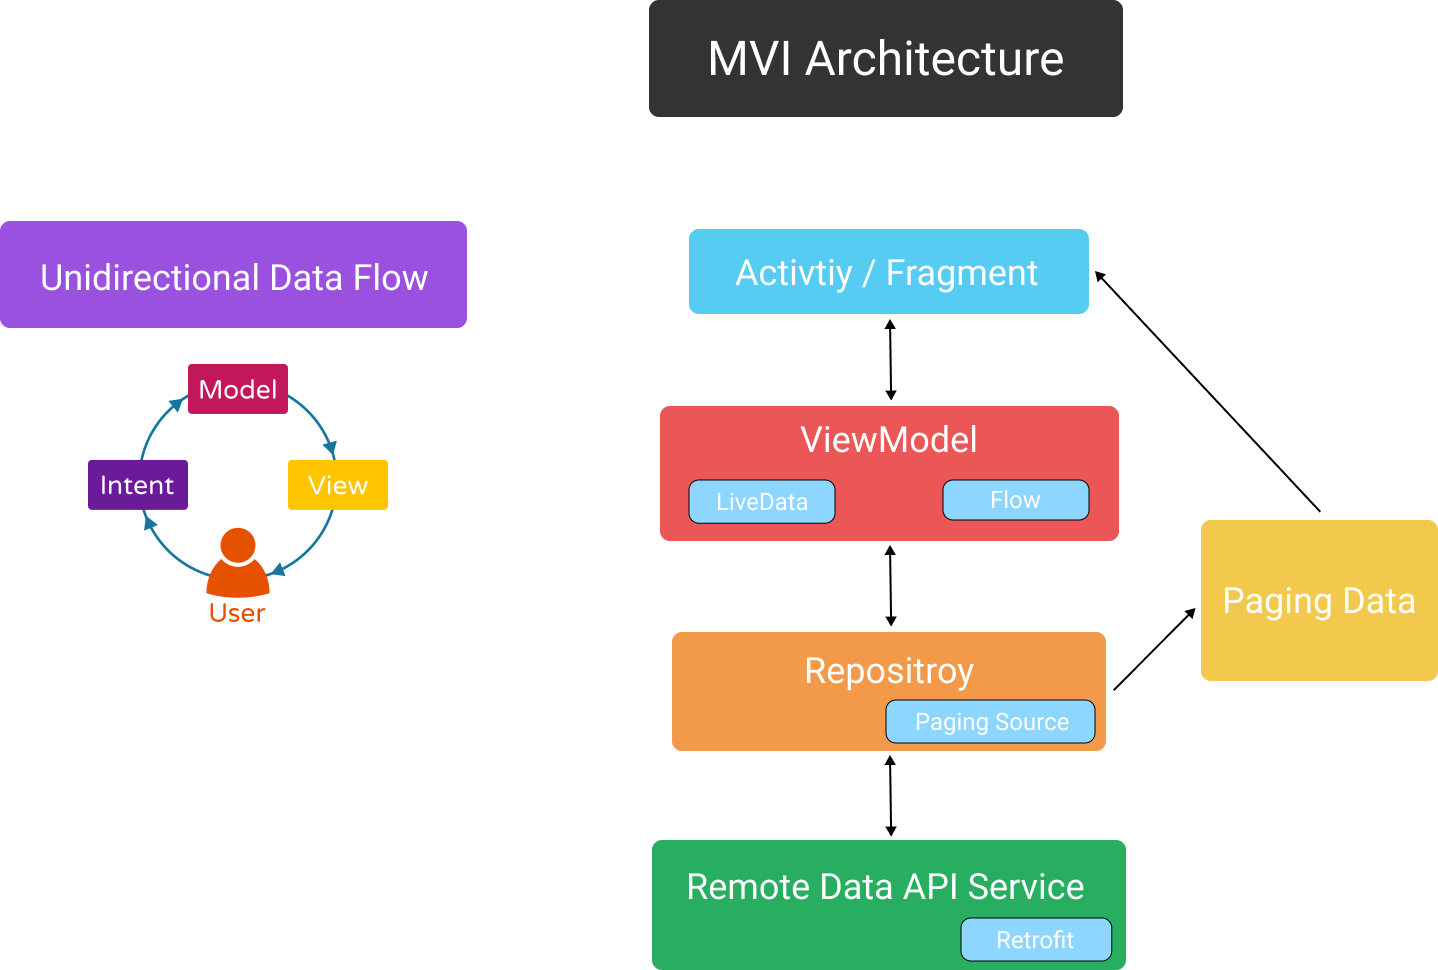 MVI Architecture
Unidirectional Data Flow
Model
Intent
View
User
Activtiy / Fragment
ViewModel
LiveData
Flow
Repositroy
Paging Source
Paging Data
Remote Data API Service
Retrofit